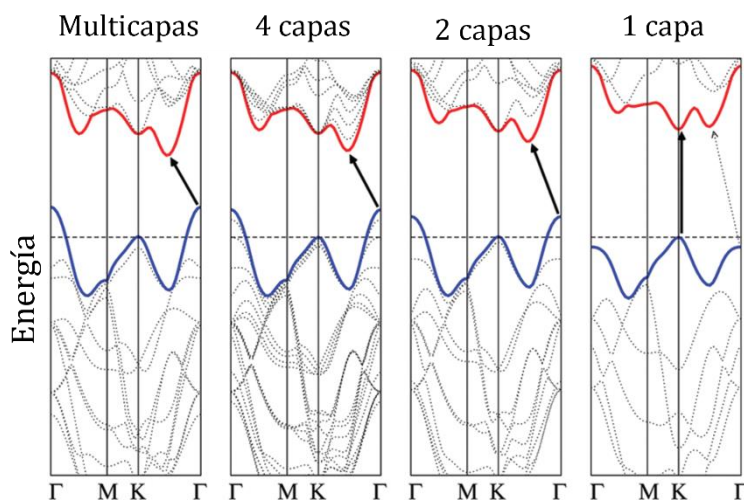 Multicapas
4 capas
2 capas
1 capa
Energía
Γ M K Γ
Γ M K Γ
Γ M K Γ
Γ M K Γ